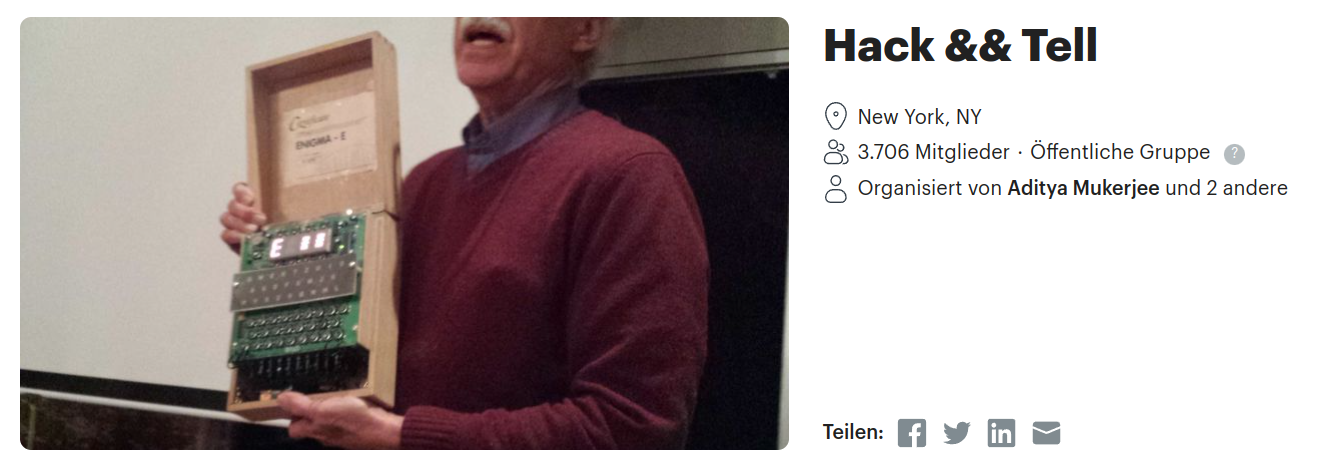 Certificate
ENIGMA - E
E
Hack && Tell
New York, NY
3.706 Mitglieder · Öffentliche Gruppe ?
Organisiert von Aditya Mukerjee und 2 andere
Teilen: